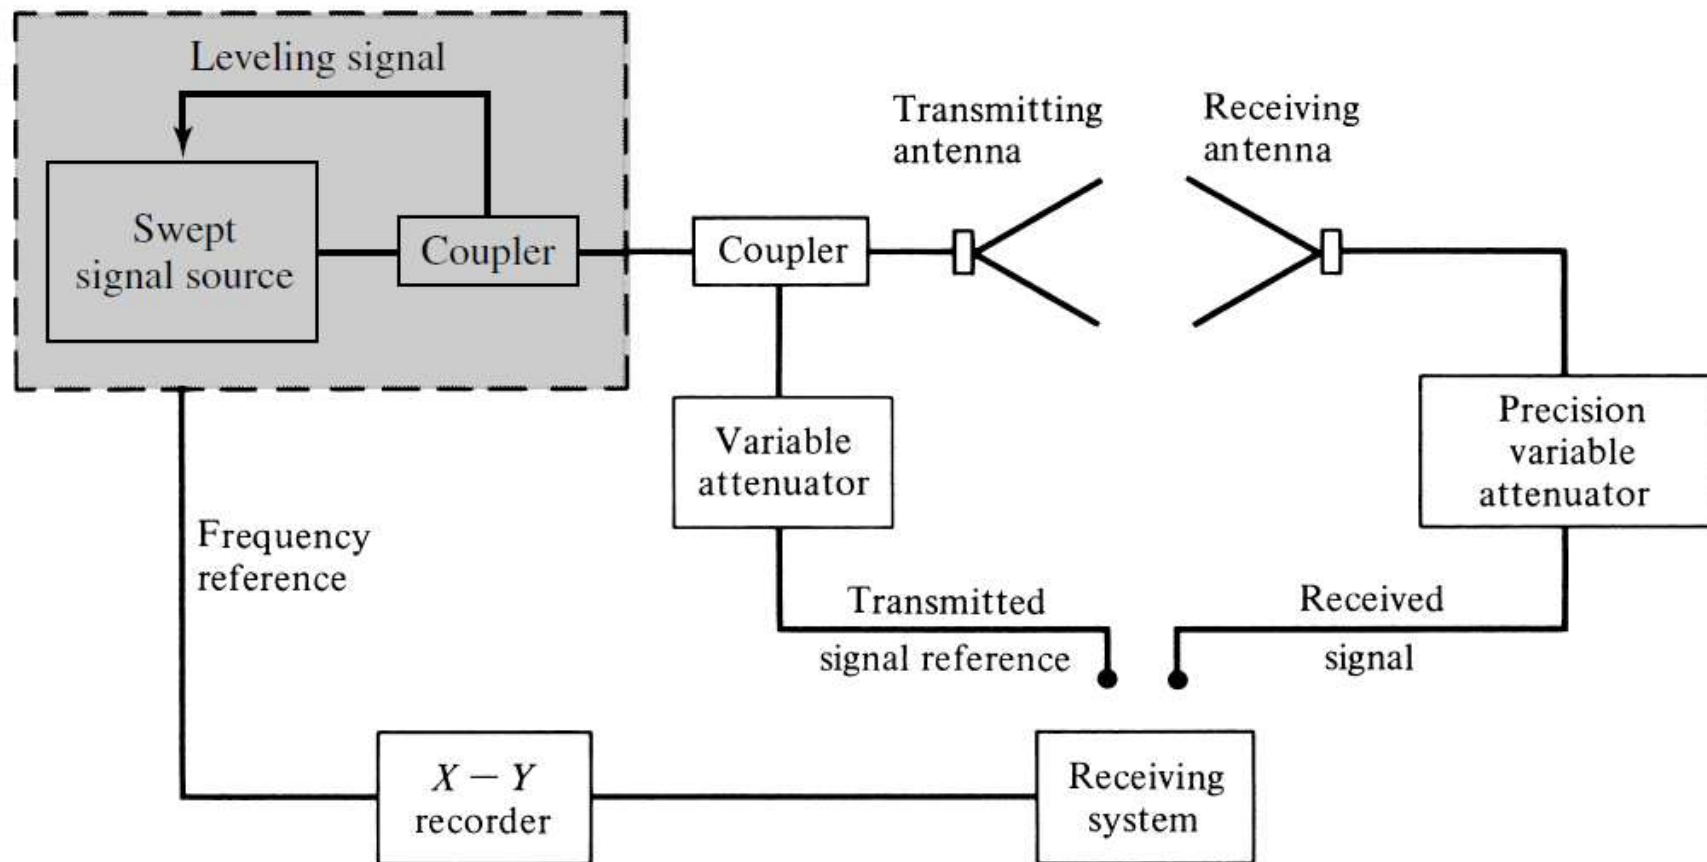 Leveling signal
Swept
signal source
Coupler
Coupler
Transmitting
antenna
Receiving
antenna
Variable
attenuator
Precision
variable
attenuator
Frequency
reference
Transmitted
signal reference
Received
signal
X – Y
recorder
Receiving
system